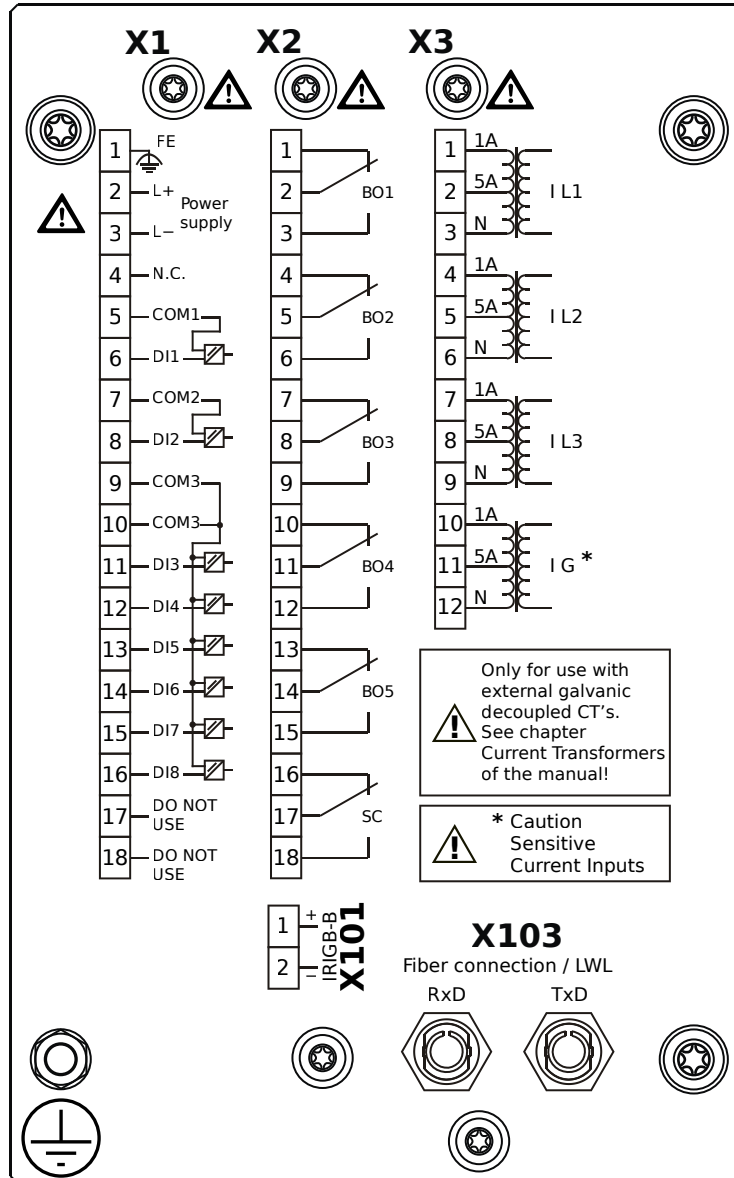 X1 X2 X3
1 FE
2 L+
Power
supply
3 L−
4 N.C.
5 COM1
6 DI1
7 COM2
8 DI2
9 COM3
10 COM3
11 DI3
12 DI4
13 DI5
14 DI6
15 DI7
16 DI8
17 DO NOT
USE
18 DO NOT
USE
1
2 BO1
3
4
5 BO2
6
7
8 BO3
9
10
11 BO4
12
13
14 BO5
15
16
17 SC
18
1 1A
2 5A I L1
3 N
4 1A
5 5A I L2
6 N
7 1A
8 5A I L3
9 N
10 1A
11 5A I G *
12 N
Only for use with
external galvanic
decoupled CT’s.
See chapter
Current Transformers
of the manual!
* Caution
Sensitive
Current Inputs
1 +
2 −
IRIGB-B
X101
X103
Fiber connection / LWL
RxD TxD